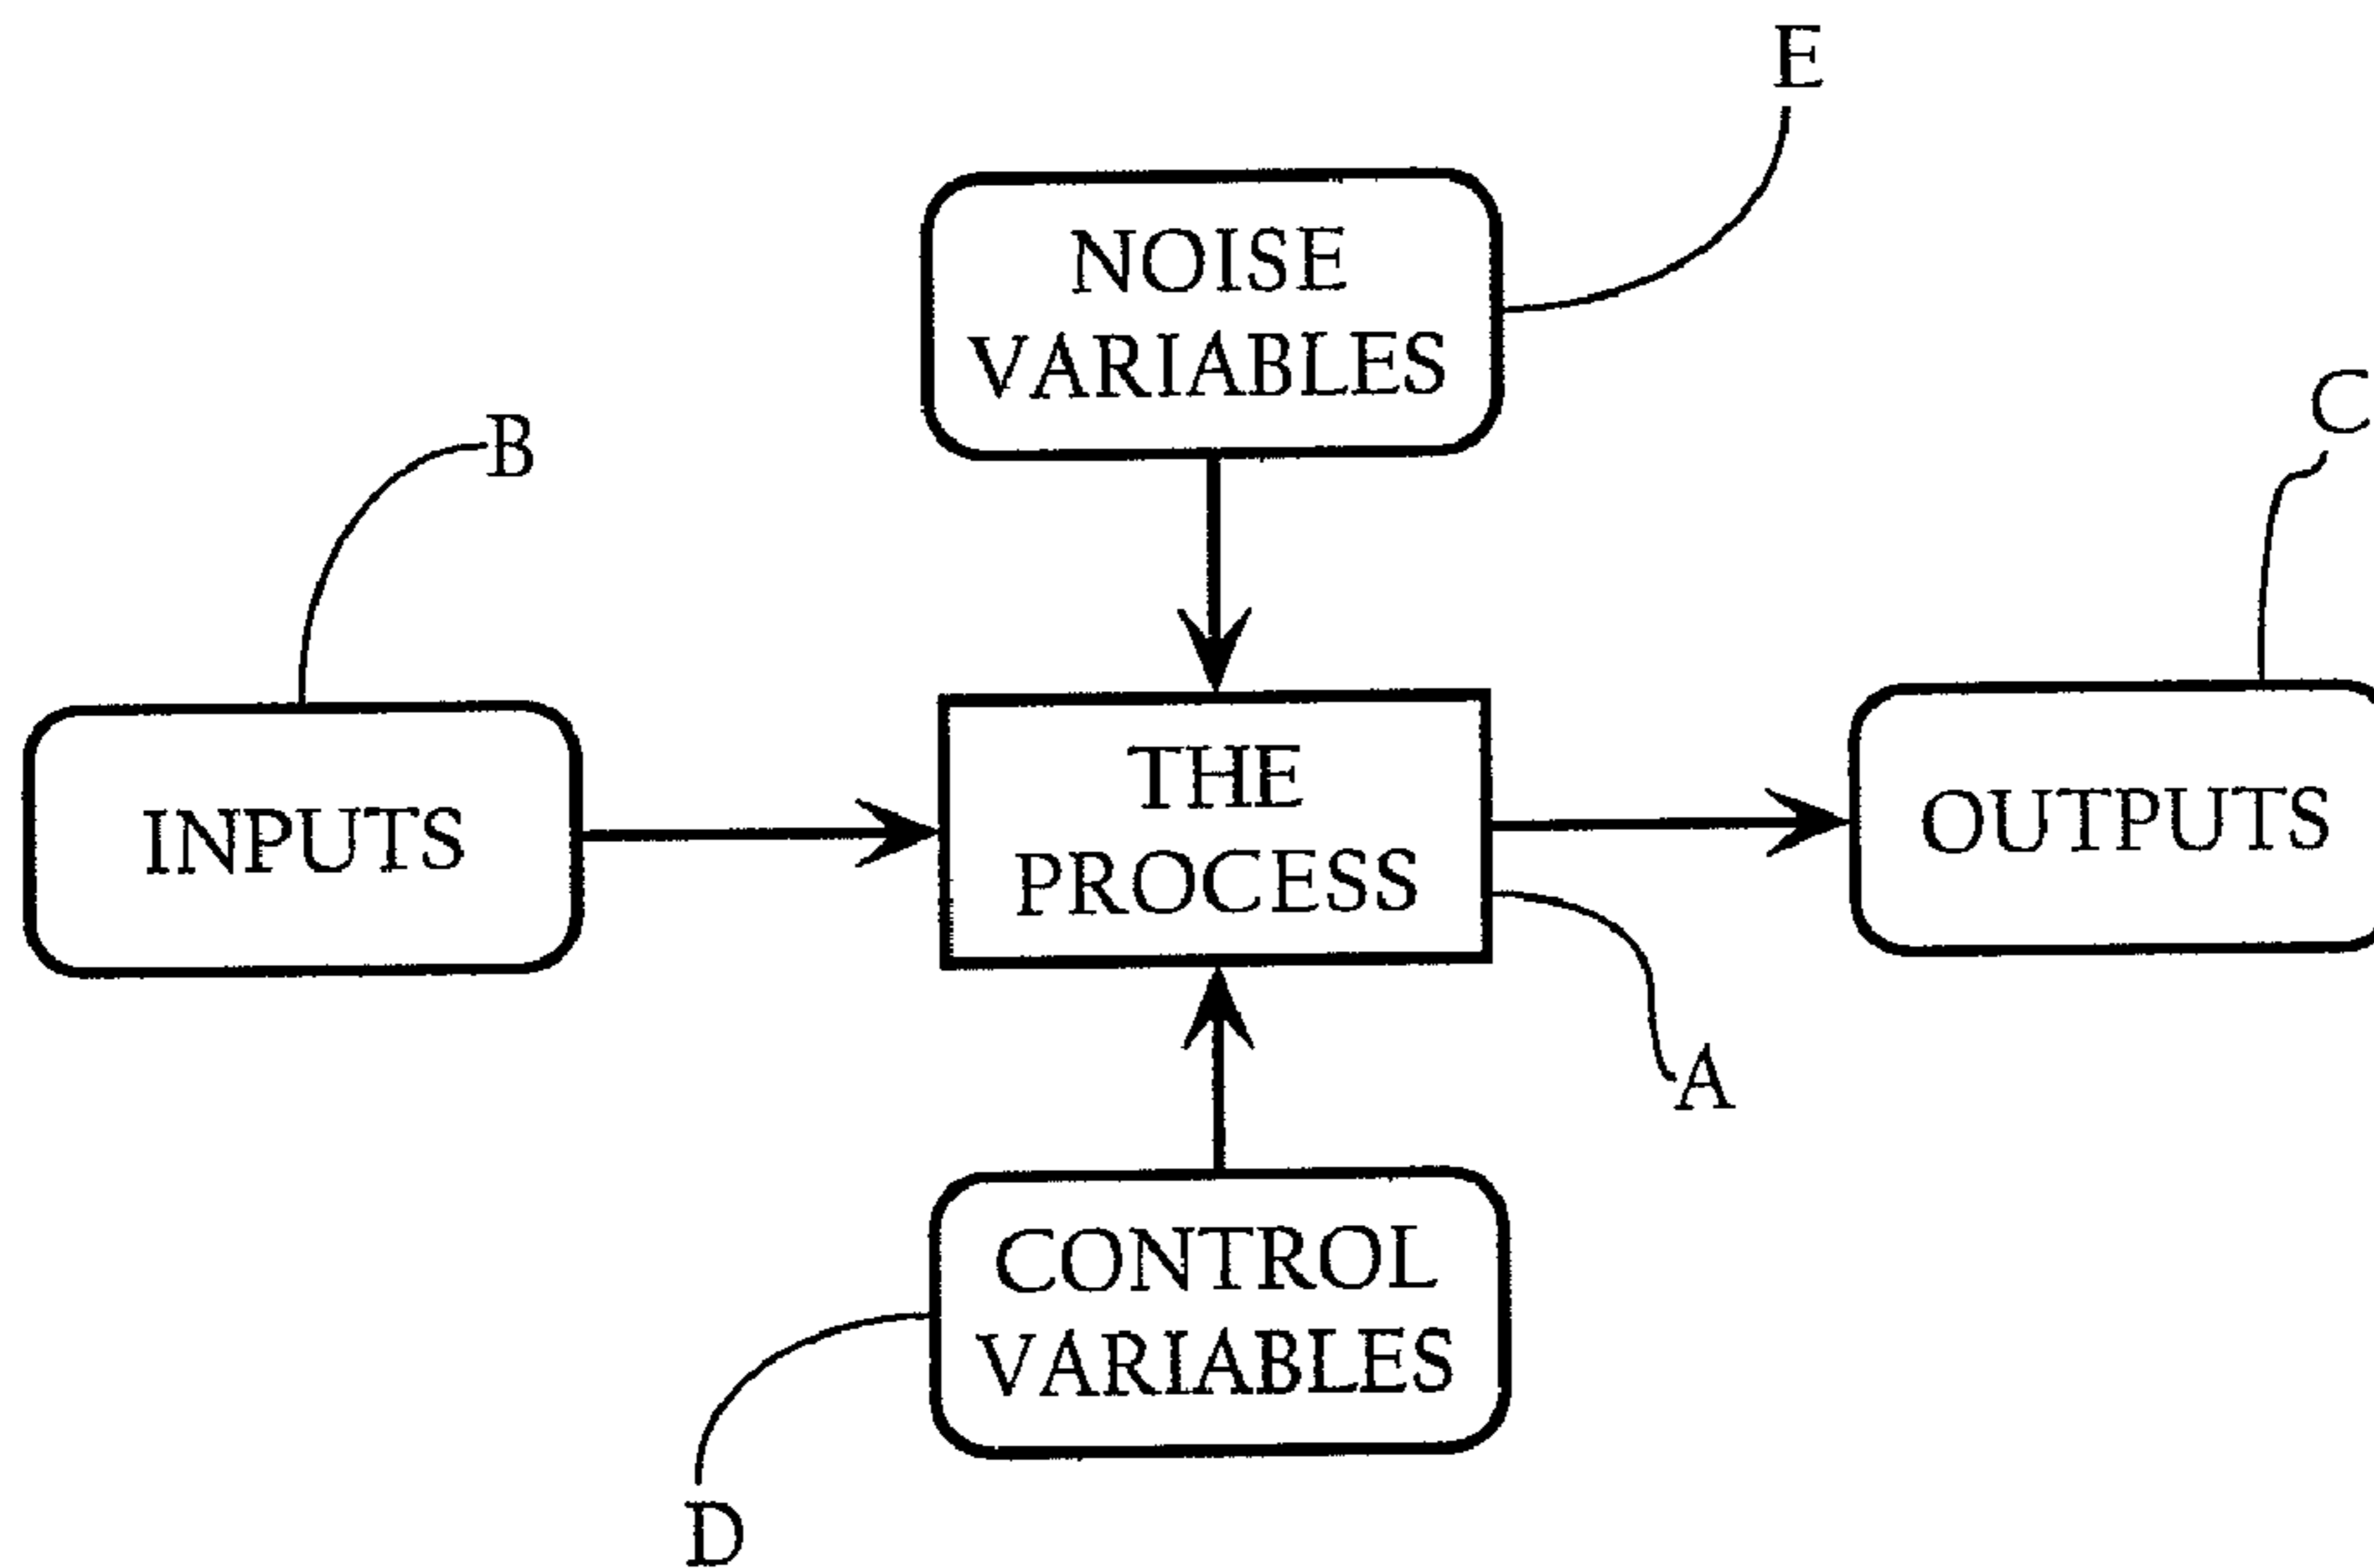 E
NOISE
VARIABLES
C
B
INPUTS
THE
PROCESS
OUTPUTS
A
CONTROL
VARIABLES
D